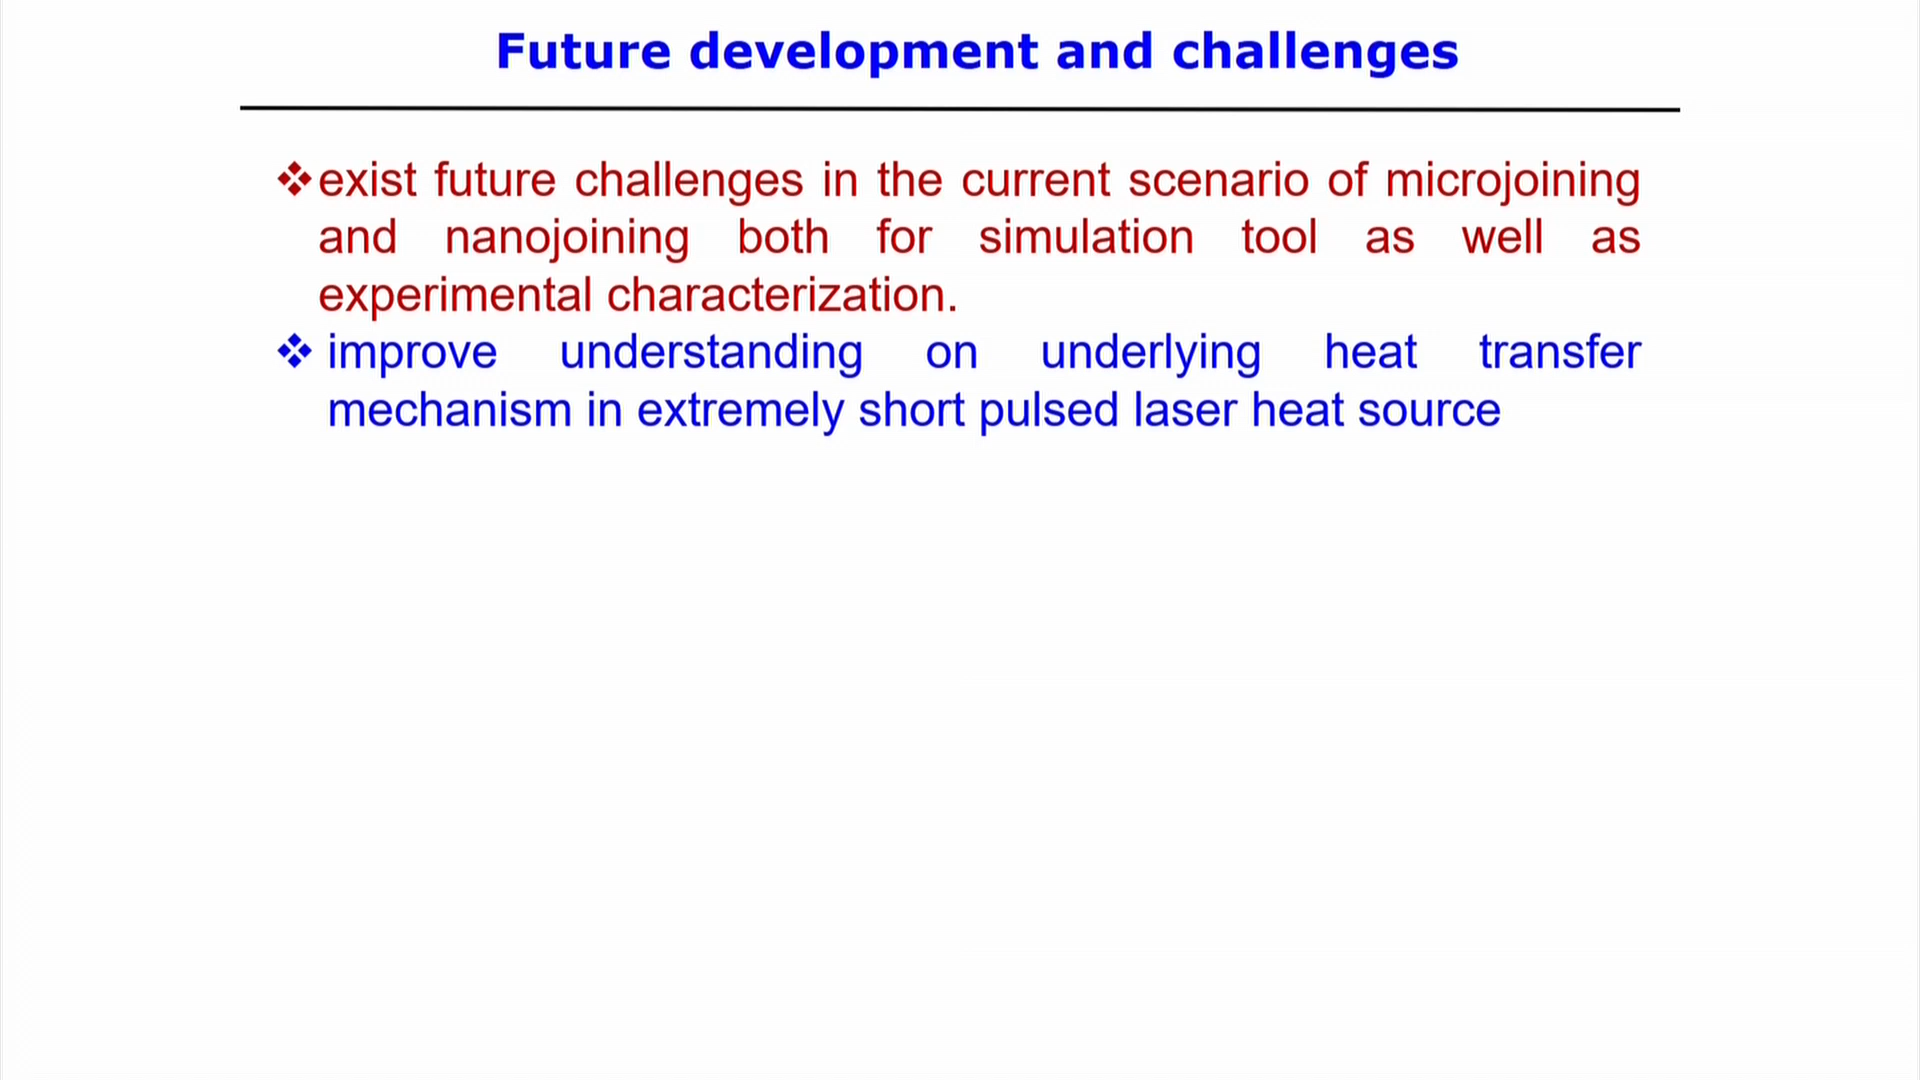 Future development and challenges
❖exist future challenges in the current scenario of microjoining
and nanojoining both for simulation tool as well as
experimental characterization.
❖ improve understanding on underlying heat transfer
mechanism in extremely short pulsed laser heat source